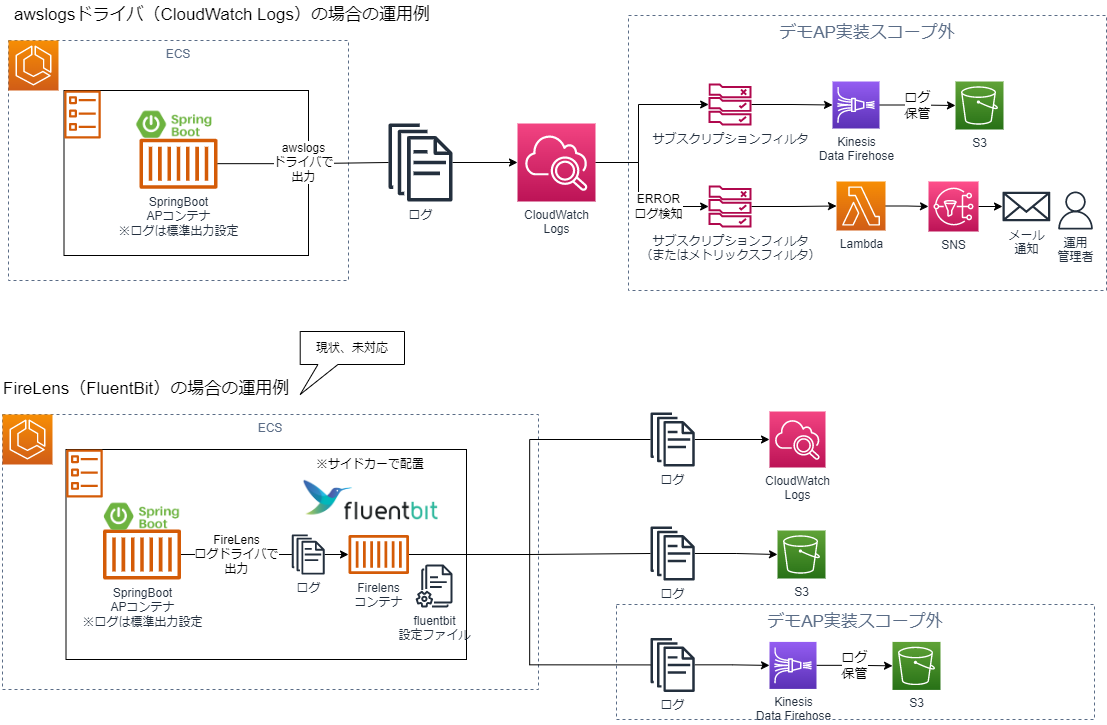 awslogsドライバ（CloudWatch Logs）の場合の運用例
ECS
Spring
Boot
SpringBoot
APコンテナ
※ログは標準出力設定
awslogs
ドライバで
出力
ログ
CloudWatch
Logs
デモAP実装スコープ外
サブスクリプションフィルタ
Kinesis
Data Firehose
ログ
保管
S3
ERROR
ログ検知
サブスクリプションフィルタ
（またはメトリックスフィルタ）
Lambda
SNS
メール
通知
運用
管理者
現状、未対応
FireLens（FluentBit）の場合の運用例
ECS
※サイドカーで配置
fluentbit
Spring
Boot
SpringBoot
APコンテナ
※ログは標準出力設定
FireLens
ログドライバで
出力
ログ
Firelens
コンテナ
fluentbit
設定ファイル
ログ
CloudWatch
Logs
ログ
S3
デモAP実装スコープ外
ログ
Kinesis
Data Firehose
ログ
保管
S3